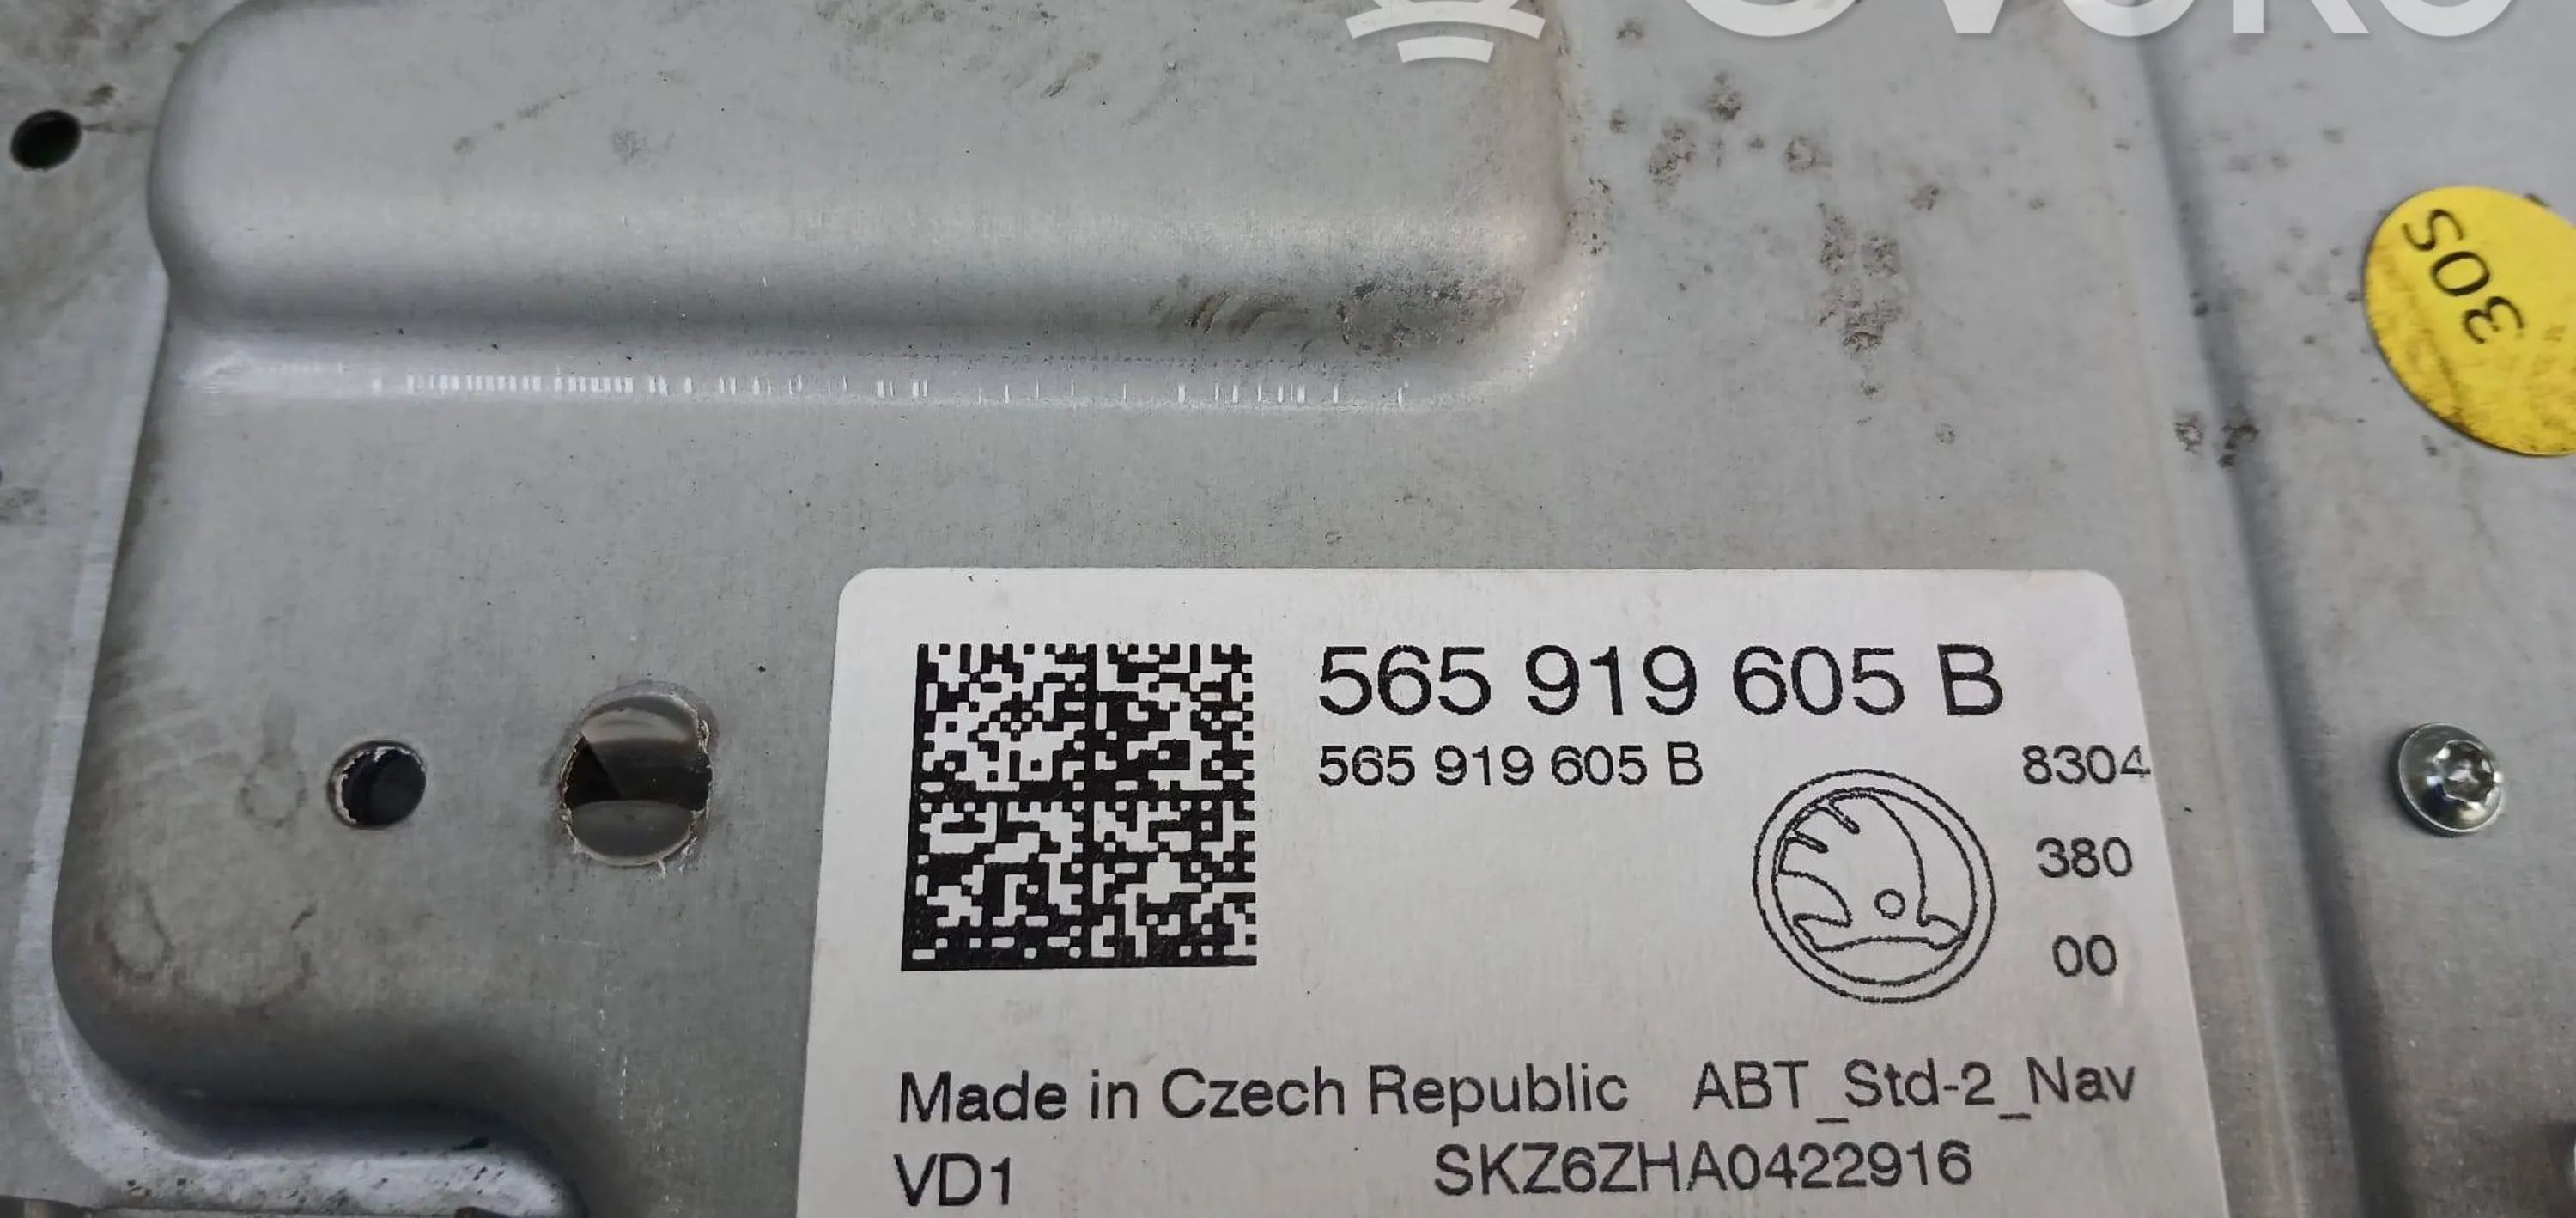 305
565 919 605 B
565 919 605 B
8304
380
00
Made in Czech Republic ABT_Std-2_Nav
VD1 SKZ6ZHA0422916